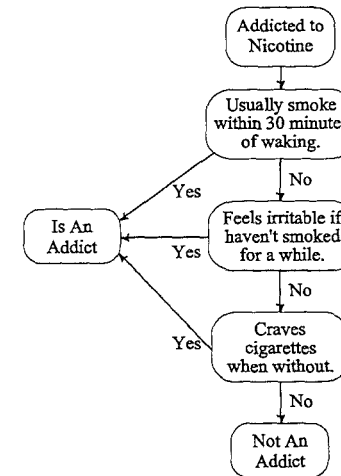 Addicted to
Nicotine
Usually smoke
within 30 minute
of waking.
Yes
No
Is An
Addict
Feels irritable if
haven't smoked
for a while.
Yes
No
Craves
cigarettes
when without.
Yes
No
Not An
Addict